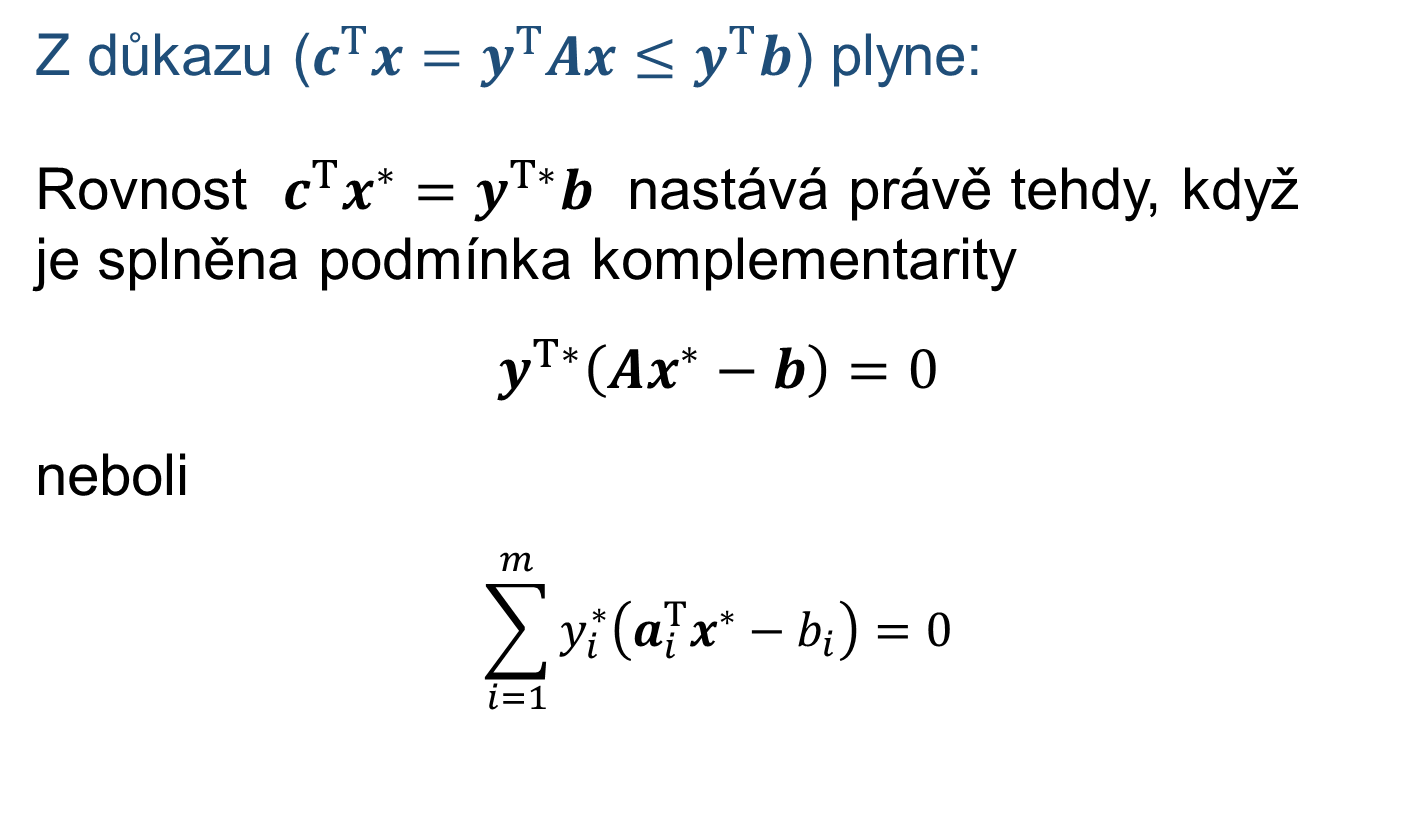 Z důkazu (𝒄ᵀ𝒙 = 𝒚ᵀ𝑨𝒙 ≤ 𝒚ᵀ𝒃) plyne:
Rovnost 𝒄ᵀ𝒙* = 𝒚ᵀ*𝒃 nastává právě tehdy, když
je splněna podmínka komplementarity
𝒚ᵀ*(𝑨𝒙* − 𝒃) = 0
neboli
∑_{i=1}^{m} y_i^*(𝒂_i^T 𝒙* − b_i) = 0